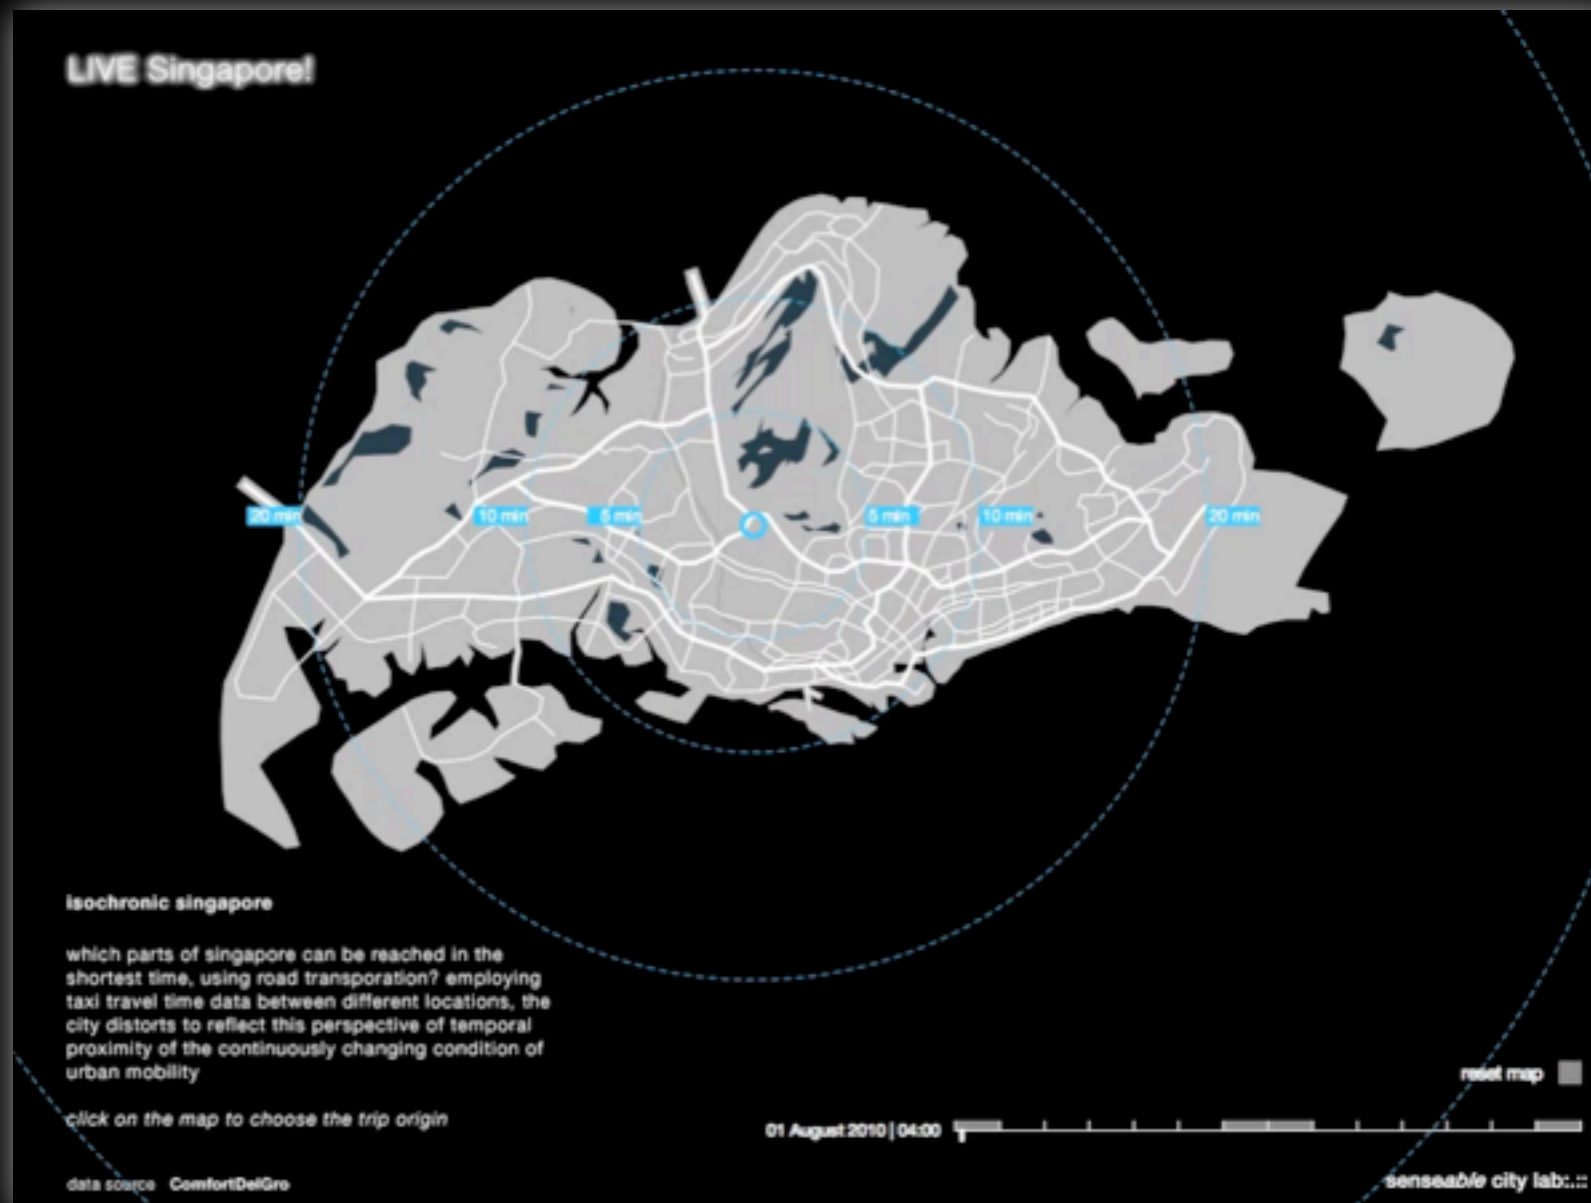 LIVE Singapore!
20 min
10 min
5 min
5 min
10 min
20 min
isochronic singapore
which parts of singapore can be reached in the
shortest time, using road transporation? employing
taxi travel time data between different locations, the
city distorts to reflect this perspective of temporal
proximity of the continuously changing condition of
urban mobility
click on the map to choose the trip origin
reset map
01 August 2010 | 04:00
data source ComfortDelGro
senseable city lab:.::